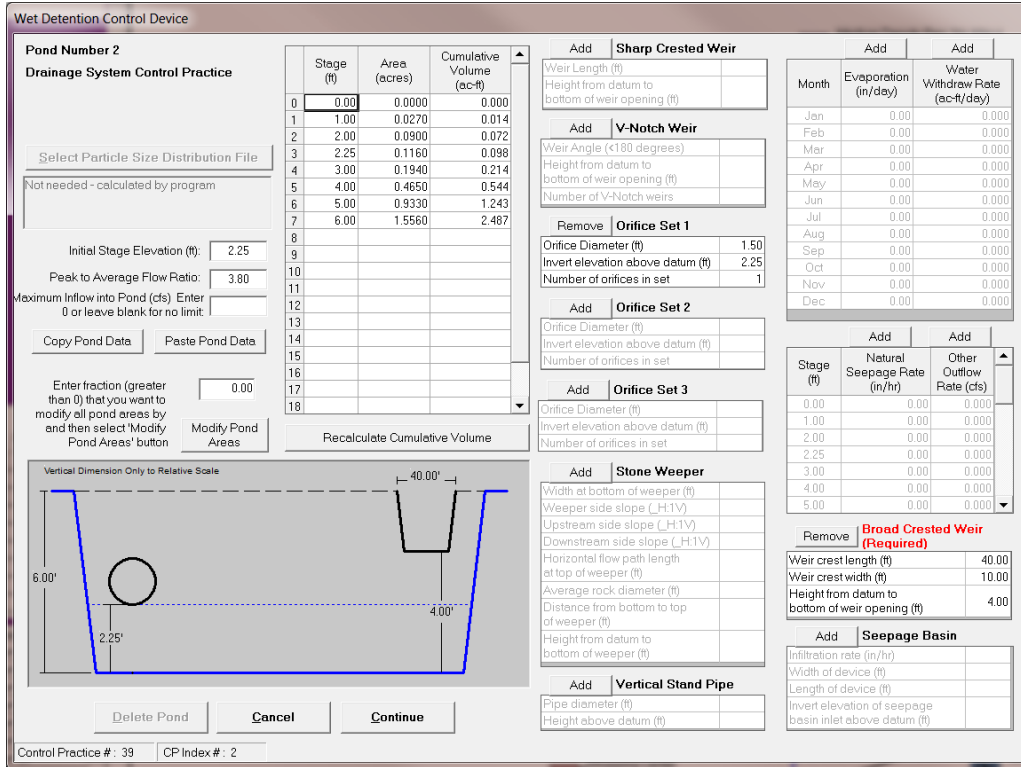 Wet Detention Control Device
Pond Number 2
Drainage System Control Practice
Select Particle Size Distribution File
Not needed - calculated by program
Initial Stage Elevation (ft): 2.25
Peak to Average Flow Ratio: 3.80
Maximum Inflow into Pond (cfs) Enter
0 or leave blank for no limit:
Copy Pond Data Paste Pond Data
Enter fraction (greater
than 0) that you want to
modify all pond areas by
and then select 'Modify
Pond Areas' button
0.00
Modify Pond
Areas
Stage
(ft)
Area
(acres)
Cumulative
Volume
(ac-ft)
0 0.00 0.0000 0.000
1 1.00 0.0270 0.014
2 2.00 0.0900 0.072
3 2.25 0.1160 0.098
4 3.00 0.1940 0.214
5 4.00 0.4650 0.544
6 5.00 0.9330 1.243
7 6.00 1.5560 2.487
8
9
10
11
12
13
14
15
16
17
18
Recalculate Cumulative Volume
Vertical Dimension Only to Relative Scale
40.00'
6.00'
4.00'
2.25'
Delete Pond Cancel Continue
Control Practice # : 39 CP Index # : 2
Add Sharp Crested Weir
Weir Length (ft)
Height from datum to
bottom of weir opening (ft)
Add V-Notch Weir
Weir Angle (<180 degrees)
Height from datum to
bottom of weir opening (ft)
Number of V-Notch weirs
Remove Orifice Set 1
Orifice Diameter (ft) 1.50
Invert elevation above datum (ft) 2.25
Number of orifices in set 1
Add Orifice Set 2
Orifice Diameter (ft)
Invert elevation above datum (ft)
Number of orifices in set
Add Orifice Set 3
Orifice Diameter (ft)
Invert elevation above datum (ft)
Number of orifices in set
Add Stone Weeper
Width at bottom of weeper (ft)
Weeper side slope (_H:1V)
Upstream side slope (_H:1V)
Downstream side slope (_H:1V)
Horizontal flow path length
at top of weeper (ft)
Average rock diameter (ft)
Distance from bottom to top
of weeper (ft)
Height from datum to
bottom of weeper (ft)
Add Vertical Stand Pipe
Pipe diameter (ft)
Height above datum (ft)
Add Add
Month
Evaporation
(in/day)
Water
Withdraw Rate
(ac-ft/day)
Jan 0.00 0.000
Feb 0.00 0.000
Mar 0.00 0.000
Apr 0.00 0.000
May 0.00 0.000
Jun 0.00 0.000
Jul 0.00 0.000
Aug 0.00 0.000
Sep 0.00 0.000
Oct 0.00 0.000
Nov 0.00 0.000
Dec 0.00 0.000
Add Add
Stage
(ft)
Natural
Seepage Rate
(in/hr)
Other
Outflow
Rate (cfs)
0.00 0.00 0.000
1.00 0.00 0.000
2.00 0.00 0.000
2.25 0.00 0.000
3.00 0.00 0.000
4.00 0.00 0.000
5.00 0.00 0.000
Remove Broad Crested Weir
(Required)
Weir crest length (ft) 40.00
Weir crest width (ft) 10.00
Height from datum to
bottom of weir opening (ft) 4.00
Add Seepage Basin
Infiltration rate (in/hr)
Width of device (ft)
Length of device (ft)
Invert elevation of seepage
basin inlet above datum (ft)